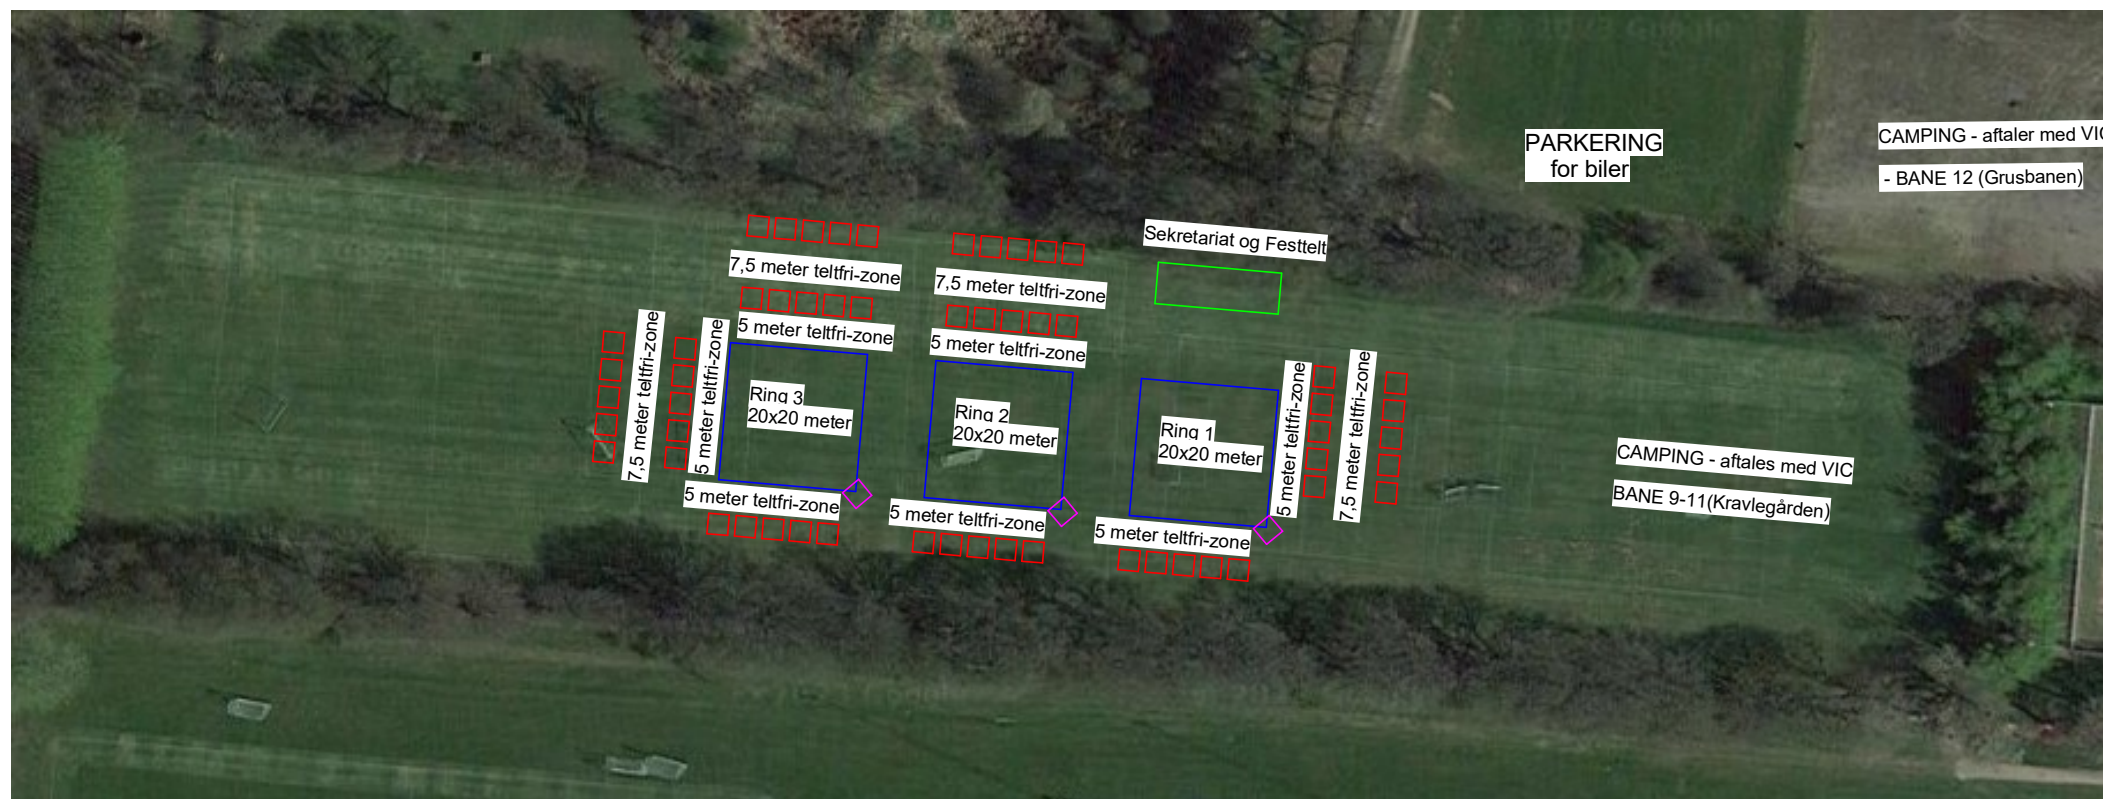 PARKERING
for biler
CAMPING - aftaler med VIC
- BANE 12 (Grusbanen)
Sekretariat og Festtelt
7,5 meter teltfri-zone
7,5 meter teltfri-zone
5 meter teltfri-zone
5 meter teltfri-zone
7,5 meter teltfri-zone
5 meter teltfri-zone
Ring 3
20x20 meter
Ring 2
20x20 meter
Ring 1
20x20 meter
5 meter teltfri-zone
7,5 meter teltfri-zone
CAMPING - aftales med VIC
BANE 9-11(Kravlegården)
5 meter teltfri-zone
5 meter teltfri-zone
5 meter teltfri-zone